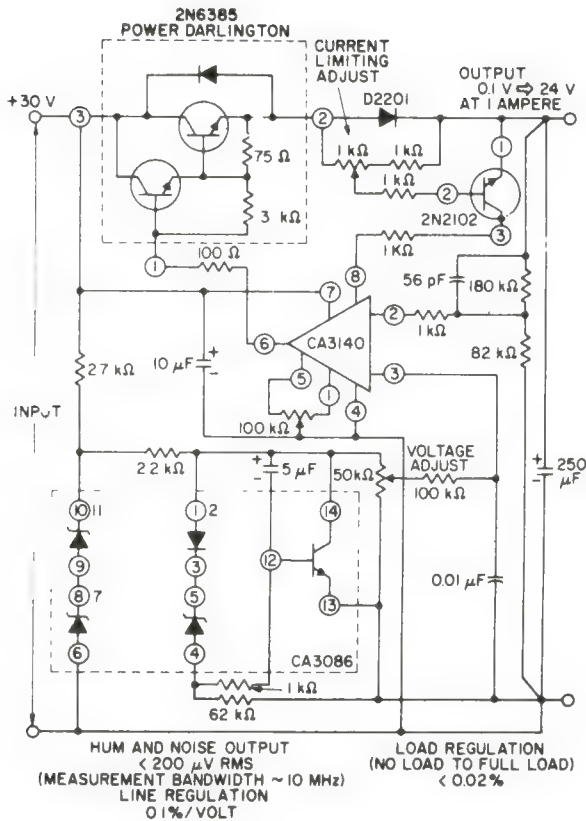 2N6385
POWER DARLINGTON
CURRENT
LIMITING
ADJUST
OUTPUT
0.1 V ⇨ 24 V
AT 1 AMPERE
+30 V
3
2
D2201
1
75 Ω
1 kΩ
1 kΩ
1 kΩ
2
3 kΩ
2N2102
3
1
100 Ω
1 KΩ
8
56 pF
180 kΩ
7
6
CA3140
2
1 kΩ
82 kΩ
2.7 kΩ
10 µF
+
-
5
1
4
3
INPUT
100 kΩ
2.2 kΩ
+
-
5 µF
50 kΩ
VOLTAGE
ADJUST
100 kΩ
+
-
250
µF
10 11
1 2
14
9
3
12
8 7
5
13
0.01 µF
6
4
CA3086
1 kΩ
62 kΩ
HUM AND NOISE OUTPUT
< 200 µV RMS
(MEASUREMENT BANDWIDTH ~ 10 MHz)
LINE REGULATION
0.1%/VOLT
LOAD REGULATION
(NO LOAD TO FULL LOAD)
< 0.02%